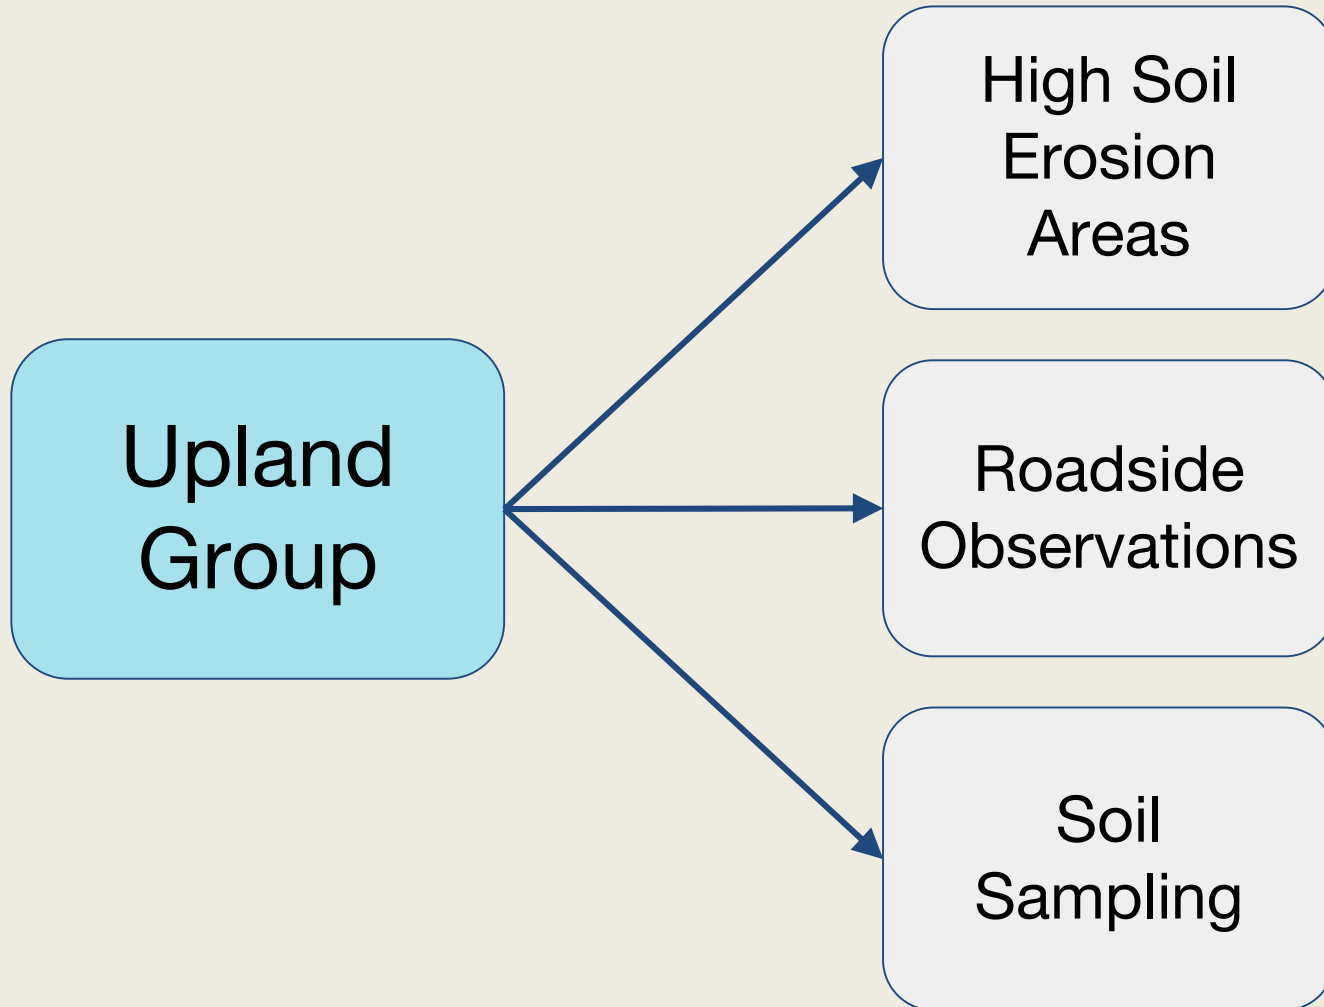 Upland
Group
High Soil
Erosion
Areas
Roadside
Observations
Soil
Sampling